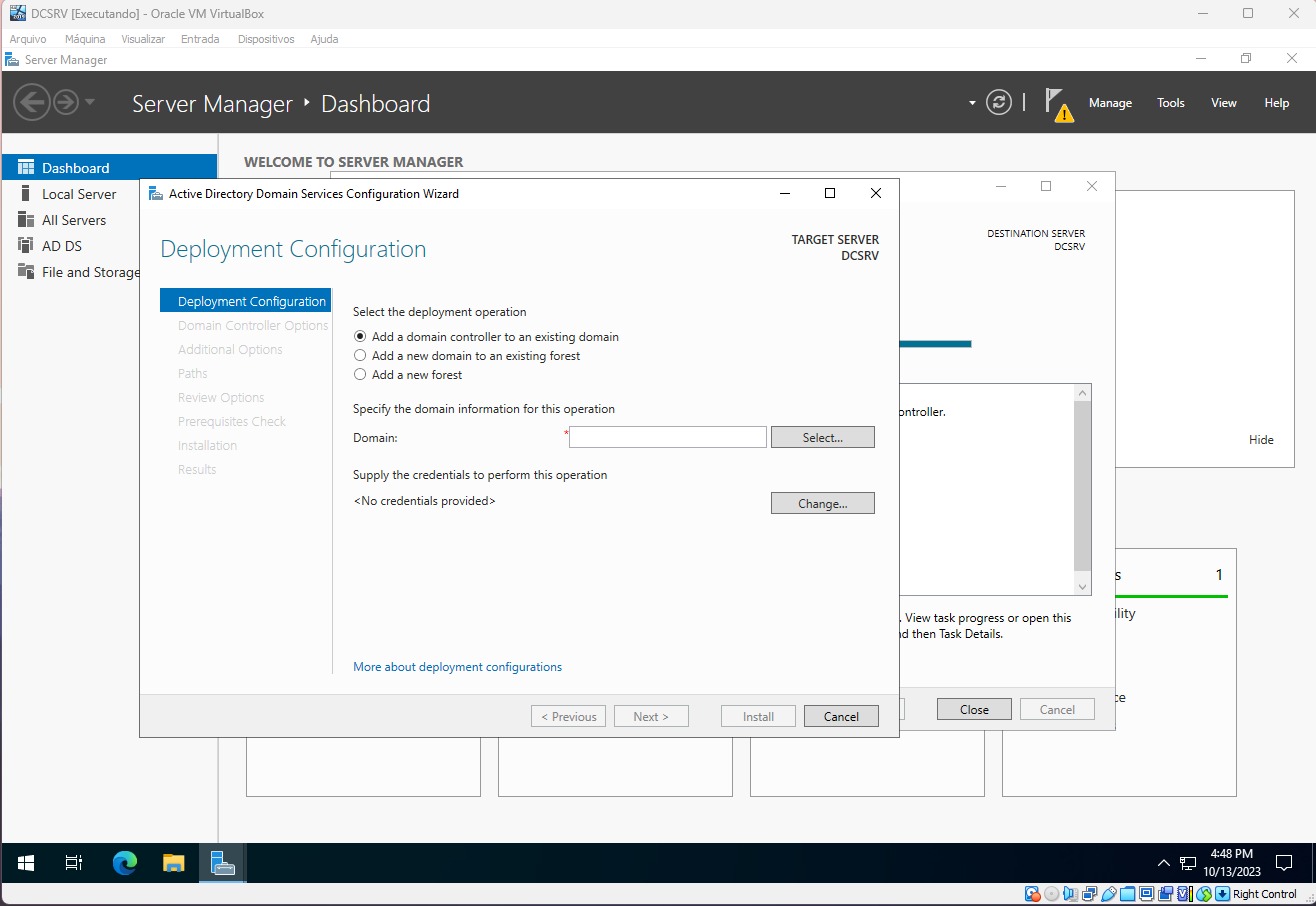 DCSRV [Executando] - Oracle VM VirtualBox
Arquivo Máquina Visualizar Entrada Dispositivos Ajuda
Server Manager
Server Manager Dashboard
Manage Tools View Help
Dashboard
Local Server
All Servers
AD DS
File and Storage
WELCOME TO SERVER MANAGER
Active Directory Domain Services Configuration Wizard
Deployment Configuration
TARGET SERVER
DCSRV
Deployment Configuration
Domain Controller Options
Additional Options
Paths
Review Options
Prerequisites Check
Installation
Results
Select the deployment operation
Add a domain controller to an existing domain
Add a new domain to an existing forest
Add a new forest
Specify the domain information for this operation
Domain: * Select...
Supply the credentials to perform this operation
<No credentials provided> Change...
More about deployment configurations
< Previous Next > Install Cancel
DESTINATION SERVER
DCSRV
ontroller.
. View task progress or open this
nd then Task Details.
Close Cancel
Hide
s 1
ility
ce
4:48 PM
10/13/2023
Right Control